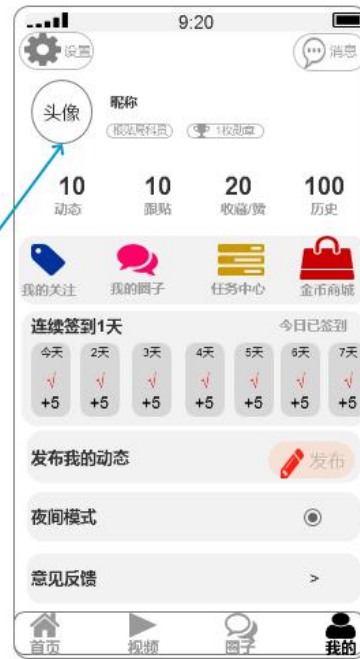 9:20
设置 消息
头像 昵称
1枚勋章
10 10 20 100
动态 跟贴 收藏/赞 历史
我的关注 我的圈子 任务中心 金币商城
连续签到1天 今日已签到
今天 2天 3天 4天 5天 6天 7天
√ √ √ √ √ √ √
+5 +5 +5 +5 +5 +5 +5
发布我的动态 发布
夜间模式
意见反馈 >
首页 视频 圈子 我的